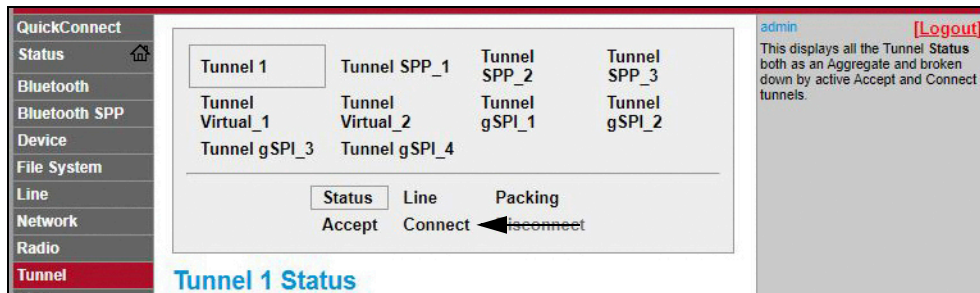 QuickConnect
Status
Bluetooth
Bluetooth SPP
Device
File System
Line
Network
Radio
Tunnel
Tunnel 1 Tunnel SPP_1 Tunnel SPP_2 Tunnel SPP_3
Tunnel Virtual_1 Tunnel Virtual_2 Tunnel gSPI_1 Tunnel gSPI_2
Tunnel gSPI_3 Tunnel gSPI_4
Status Line Packing
Accept Connect Disconnect
Tunnel 1 Status
admin [Logout]
This displays all the Tunnel Status
both as an Aggregate and broken
down by active Accept and Connect
tunnels.